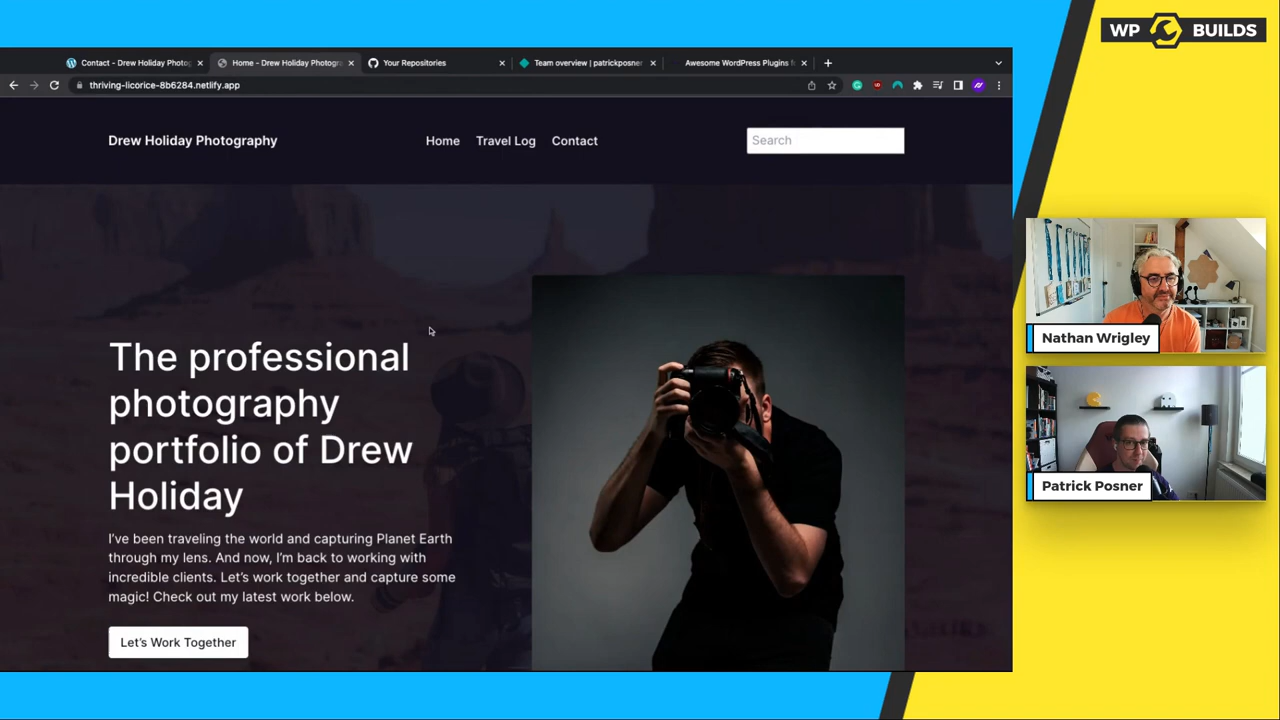 WP BUILDS
Contact - Drew Holiday Photog
Home - Drew Holiday Photogra
Your Repositories
Team overview | patrickposner
Awesome WordPress Plugins f
thriving-licorice-8b6284.netlify.app
Drew Holiday Photography
Home
Travel Log
Contact
Search
The professional
photography
portfolio of Drew
Holiday
I've been traveling the world and capturing Planet Earth
through my lens. And now, I'm back to working with
incredible clients. Let's work together and capture some
magic! Check out my latest work below.
Let's Work Together
Nathan Wrigley
Patrick Posner